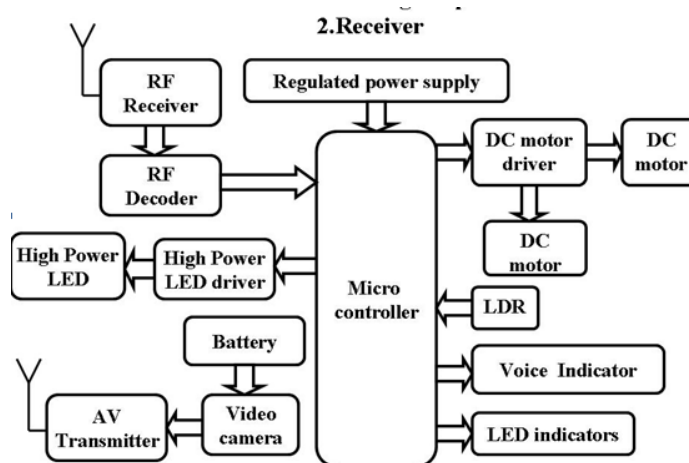 2.Receiver
RF
Receiver
Regulated power supply
RF
Decoder
DC motor
driver
DC
motor
DC
motor
High Power
LED
High Power
LED driver
Micro
controller
LDR
Battery
Voice Indicator
AV
Transmitter
Video
camera
LED indicators